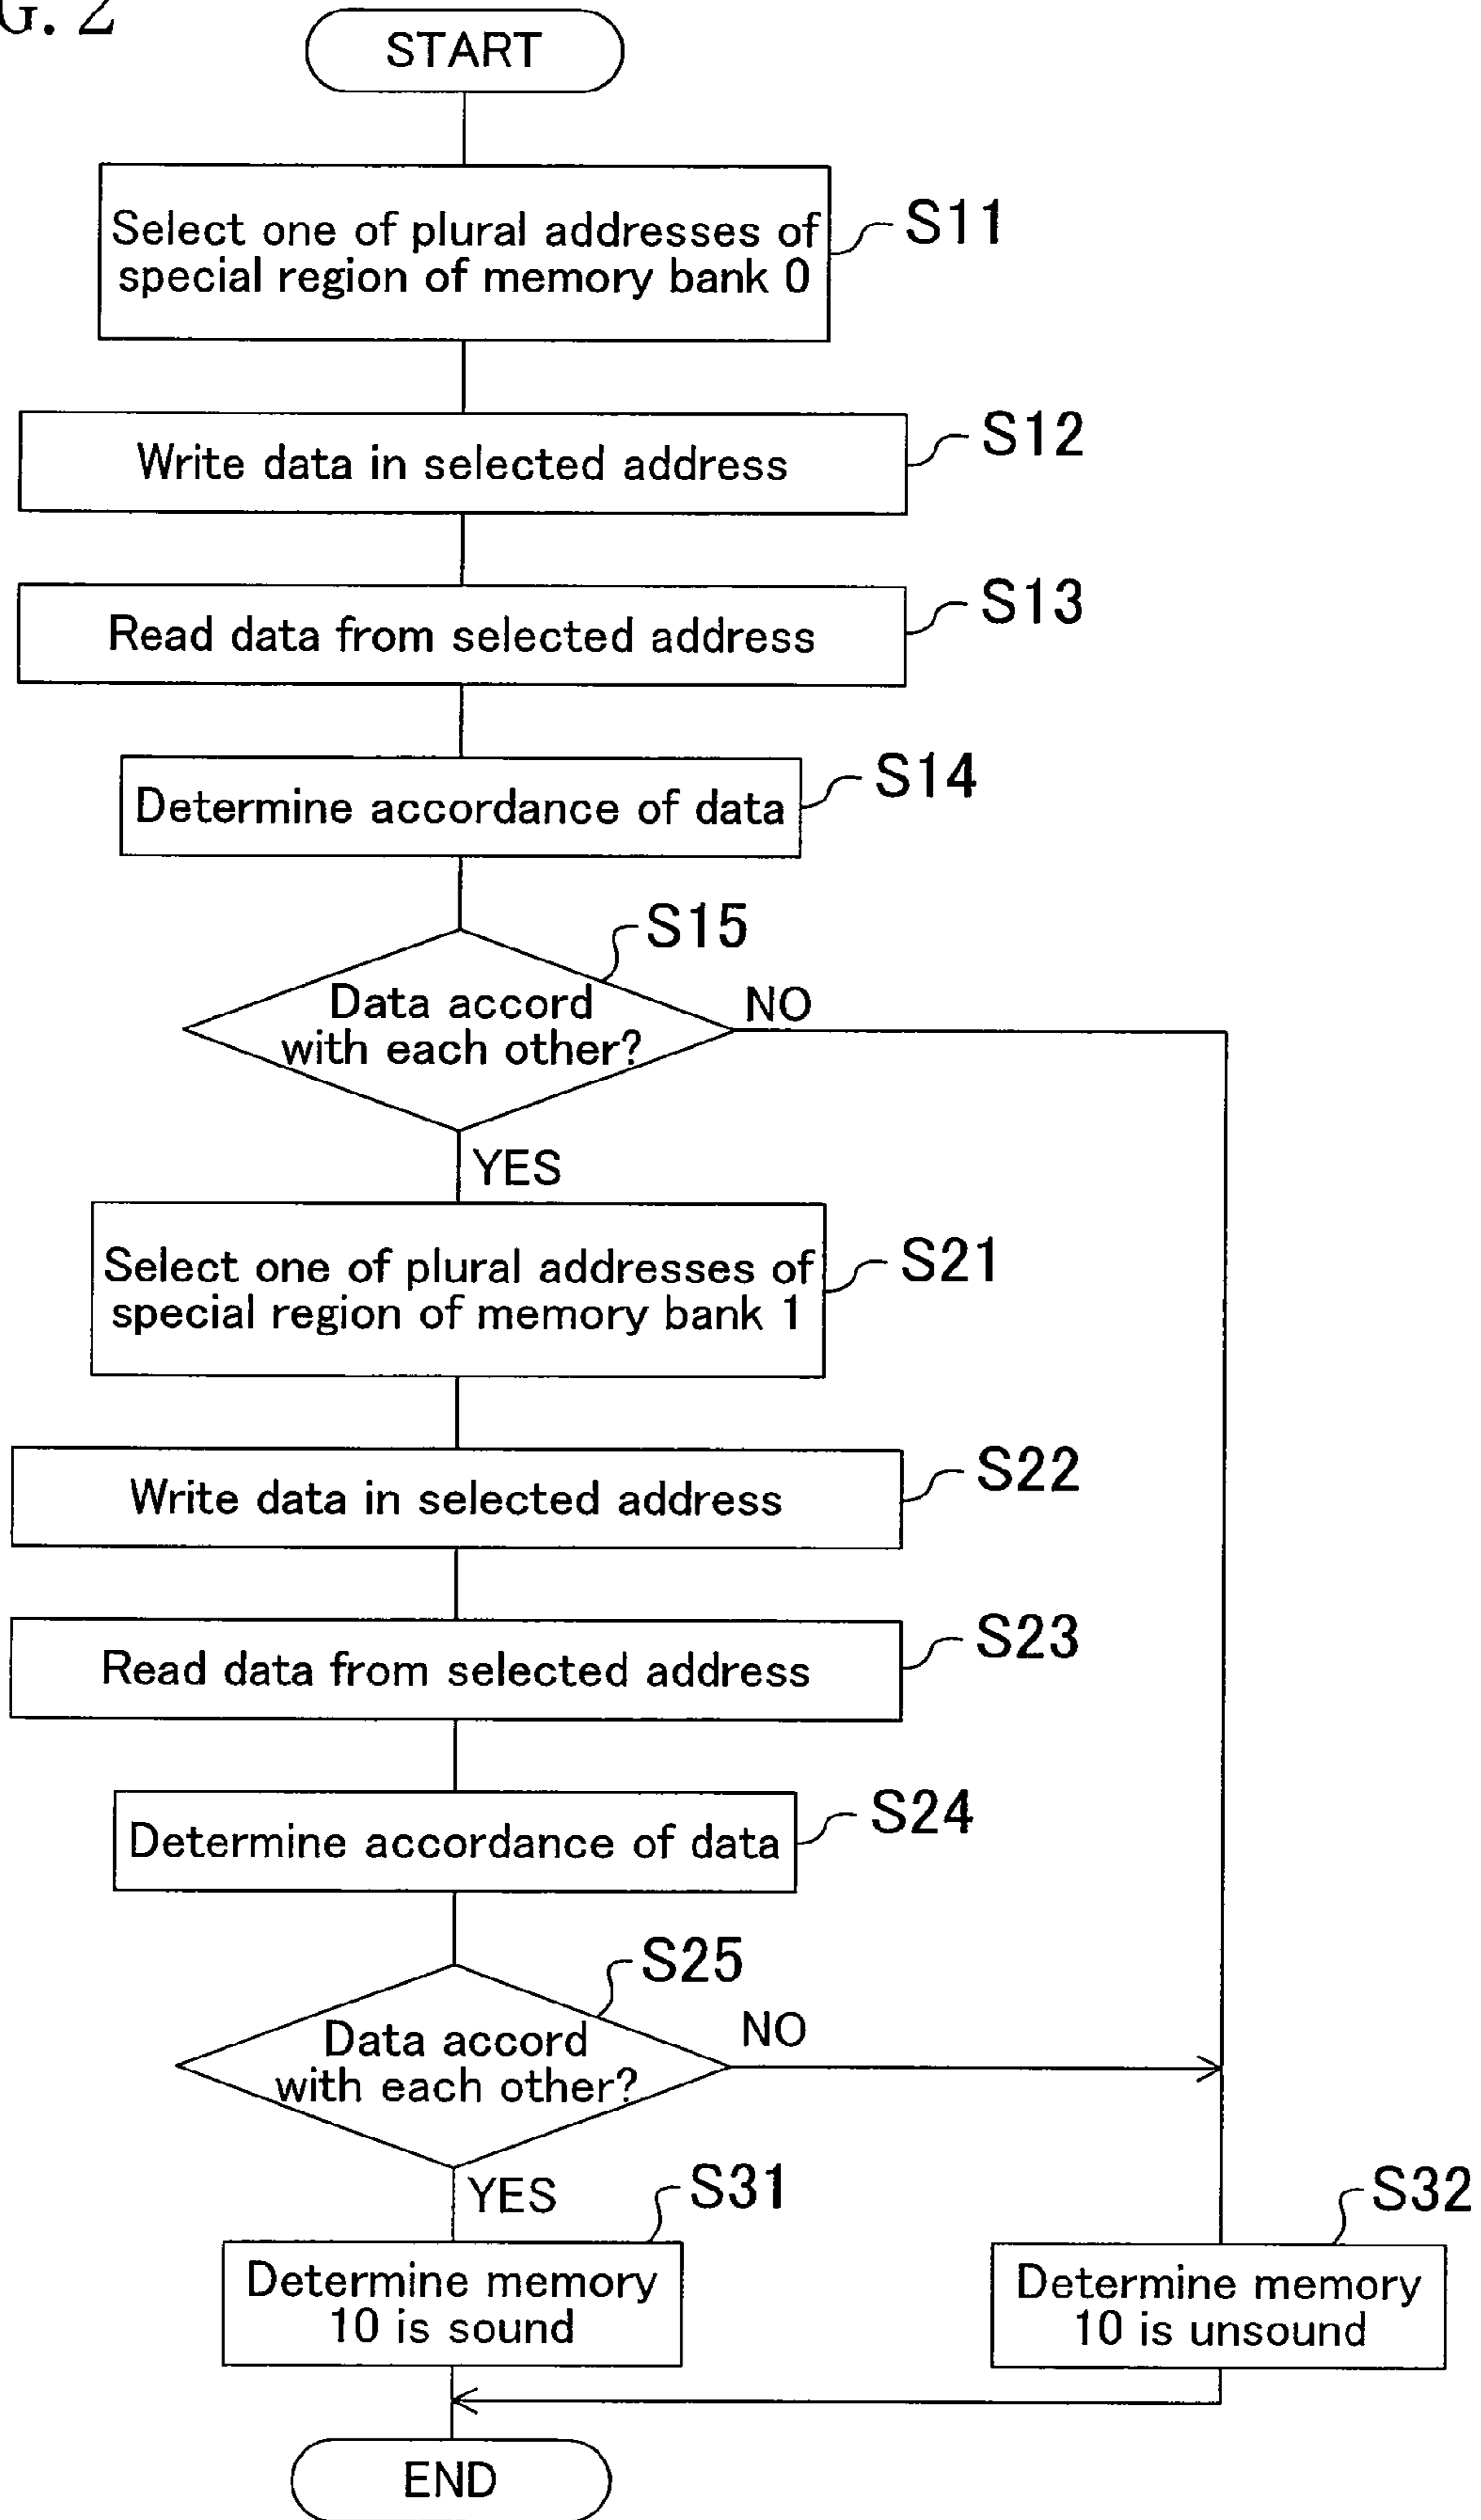 G. 2
START
Select one of plural addresses of
special region of memory bank 0
S11
Write data in selected address
S12
Read data from selected address
S13
Determine accordance of data
S14
S15
Data accord
with each other?
NO
YES
Select one of plural addresses of
special region of memory bank 1
S21
Write data in selected address
S22
Read data from selected address
S23
Determine accordance of data
S24
S25
Data accord
with each other?
NO
YES
S31
S32
Determine memory
10 is sound
Determine memory
10 is unsound
END